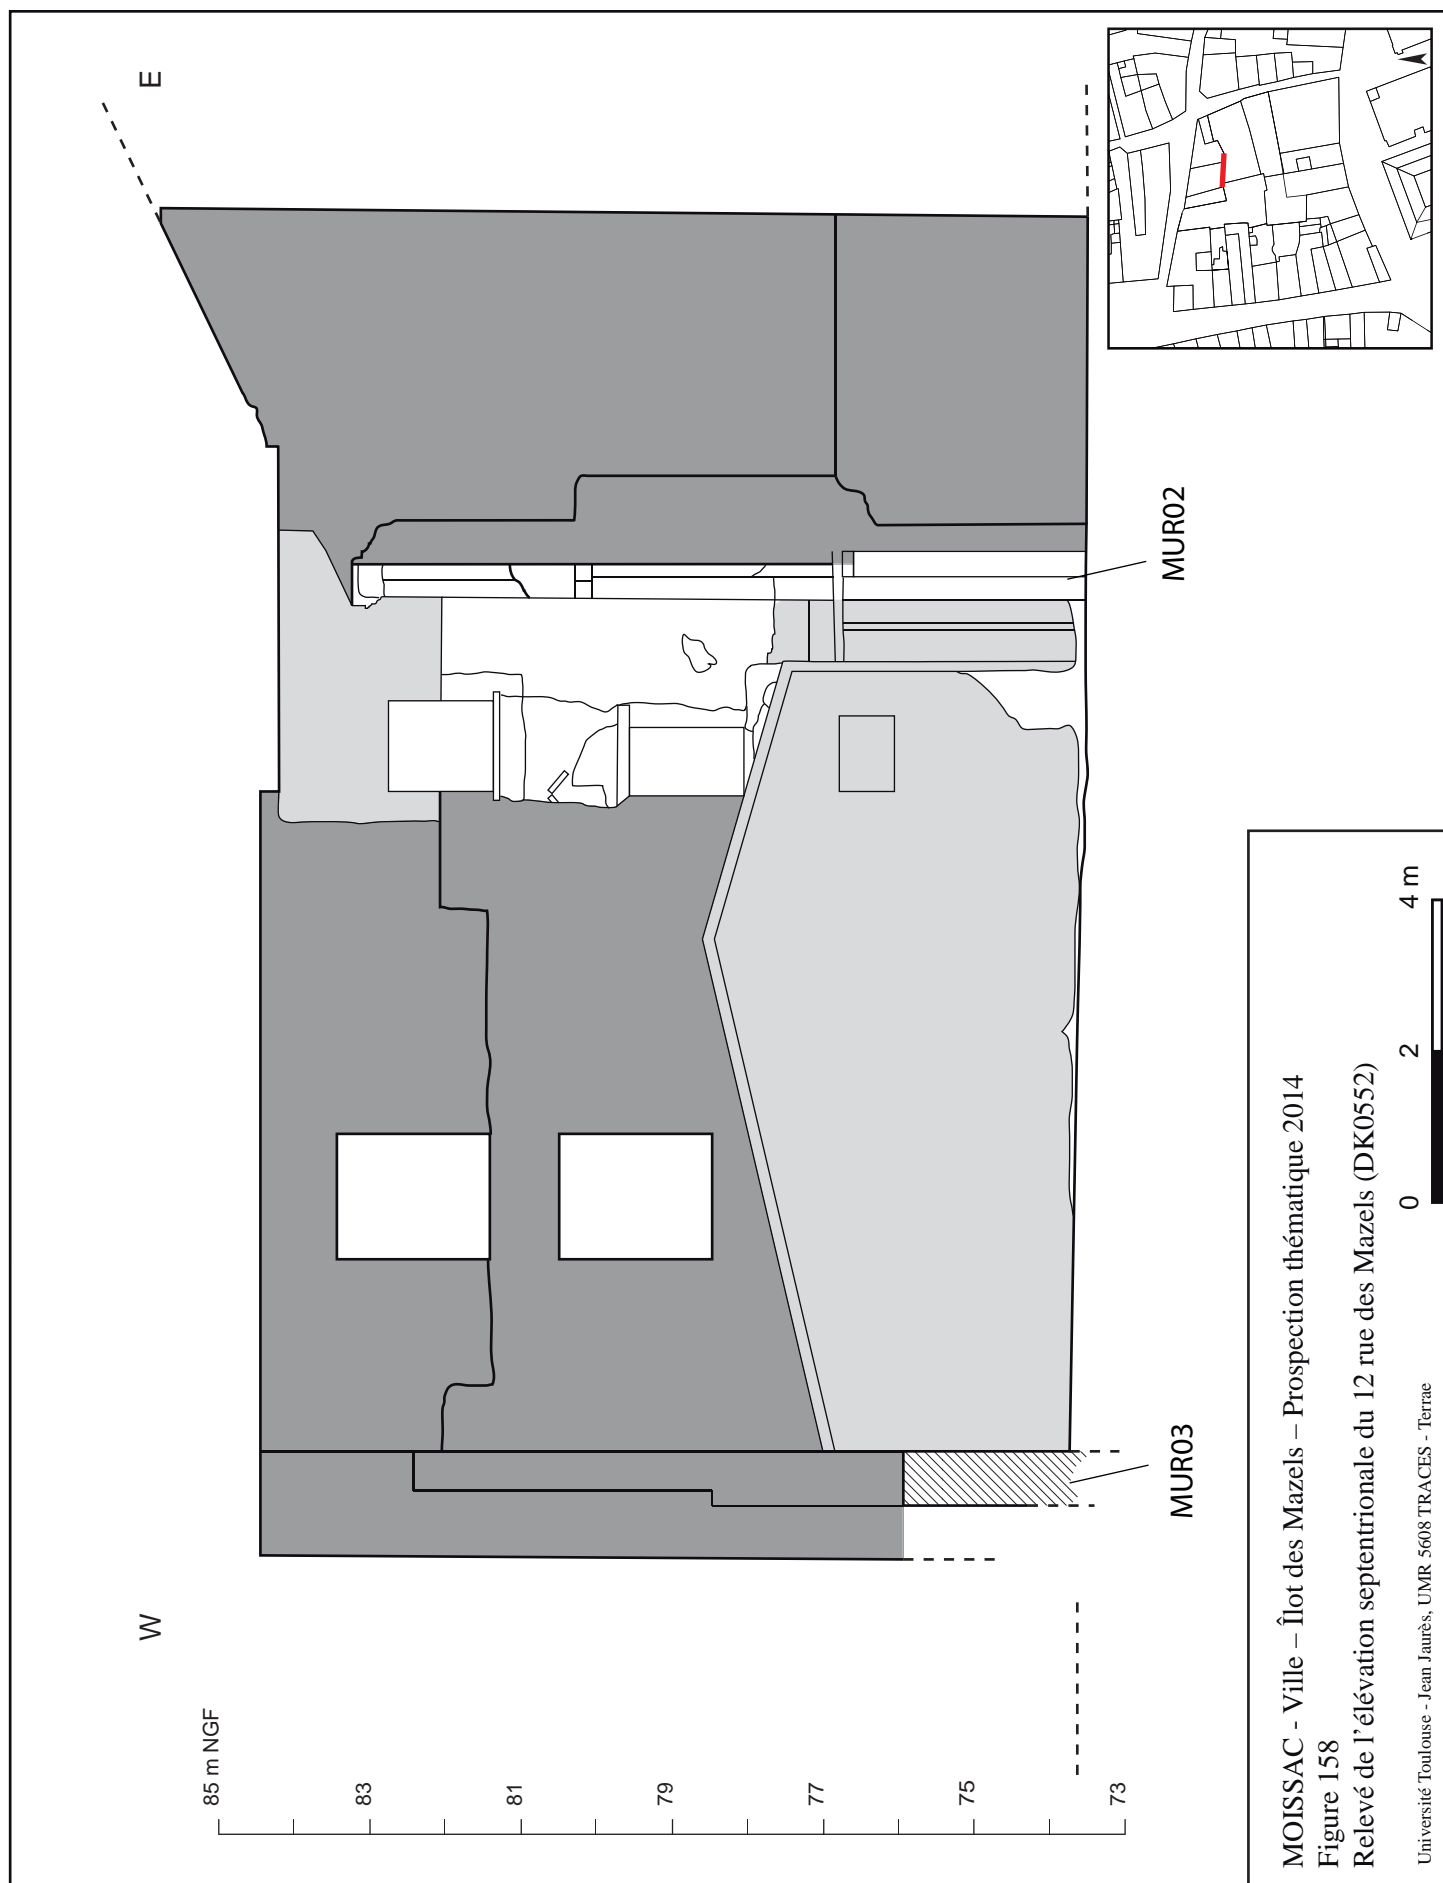 W
E
85 m NGF
83
81
79
77
75
73
MUR03
MUR02
MOISSAC - Ville – Îlot des Mazels – Prospection thématique 2014
Figure 158
Relevé de l’élévation septentrionale du 12 rue des Mazels (DK0552)
0 2 4 m
Université Toulouse - Jean Jaurès, UMR 5608 TRACES - Terrae